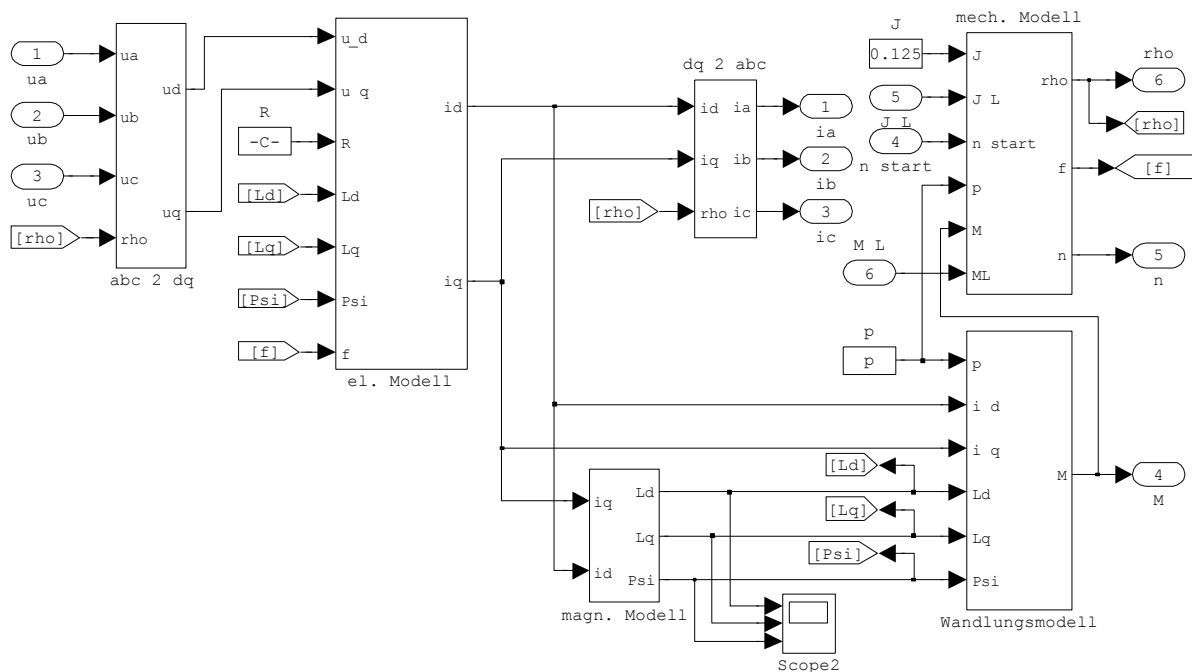 1
ua
2
ub
3
uc
[rho]
ua
ub
uc
rho
ud
uq
abc 2 dq
R
-C-
[Ld]
[Lq]
[Psi]
[f]
u_d
u q
R
Ld
Lq
Psi
f
id
iq
el. Modell
dq 2 abc
id
iq
rho
ia
ib
ic
[rho]
1
ia
2
ib
3
ic
mech. Modell
J
0.125
5
J L
4
n start
M L
6
J
J L
n start
p
M
ML
rho
f
n
rho
6
[rho]
[f]
5
n
p
p
p
i d
i q
Ld
Lq
Psi
M
Wandlungsmodell
4
M
[Ld]
[Lq]
[Psi]
iq
id
Ld
Lq
Psi
magn. Modell
Scope2